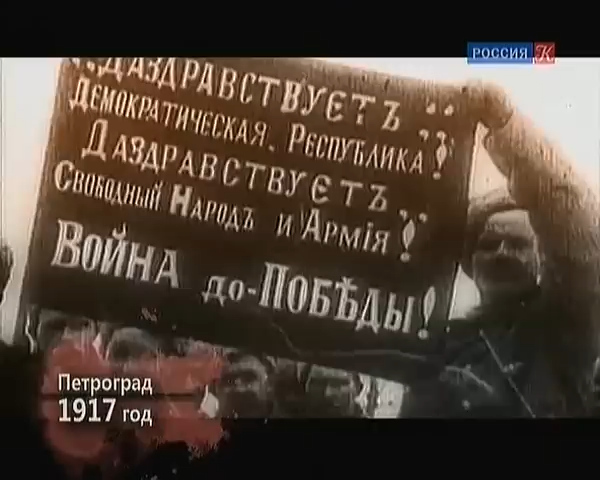 РОССИЯ К
ДАЗДРАВСТВУЕТЪ
ДЕМОКРАТИЧЕСКАЯ. РЕСПУБЛИКА!
ДАЗДРАВСТВУЕТЪ
СВОБОДНЫЙ НАРОДЪ И АРМІЯ!
ВОЙНА ДО-ПОБѢДЫ!
Петроград
1917 год